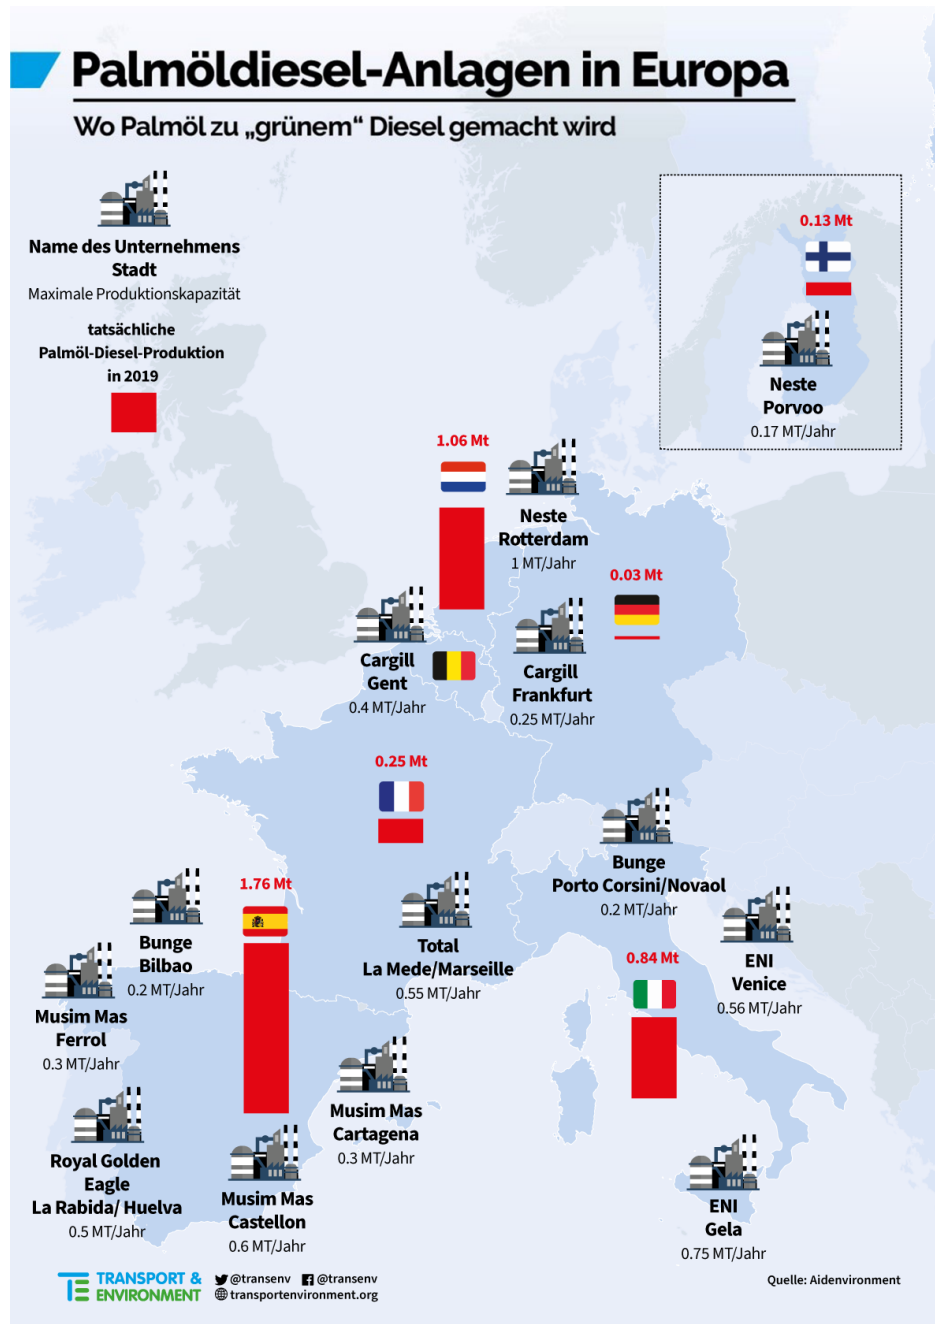 Palmöldiesel-Anlagen in Europa
Wo Palmöl zu „grünem“ Diesel gemacht wird
Name des Unternehmens
Stadt
Maximale Produktionskapazität
tatsächliche
Palmöl-Diesel-Produktion
in 2019
0.13 Mt
Neste
Porvoo
0.17 MT/Jahr
1.06 Mt
Neste
Rotterdam
1 MT/Jahr
0.03 Mt
Cargill
Gent
0.4 MT/Jahr
Cargill
Frankfurt
0.25 MT/Jahr
0.25 Mt
Bunge
Porto Corsini/Novaol
0.2 MT/Jahr
1.76 Mt
Bunge
Bilbao
0.2 MT/Jahr
Total
La Mede/Marseille
0.55 MT/Jahr
0.84 Mt
ENI
Venice
0.56 MT/Jahr
Musim Mas
Ferrol
0.3 MT/Jahr
Musim Mas
Cartagena
0.3 MT/Jahr
Royal Golden
Eagle
La Rabida/ Huelva
0.5 MT/Jahr
Musim Mas
Castellon
0.6 MT/Jahr
ENI
Gela
0.75 MT/Jahr
TE TRANSPORT &
ENVIRONMENT
@transenv @transenv
transportenvironment.org
Quelle: Aidenvironment